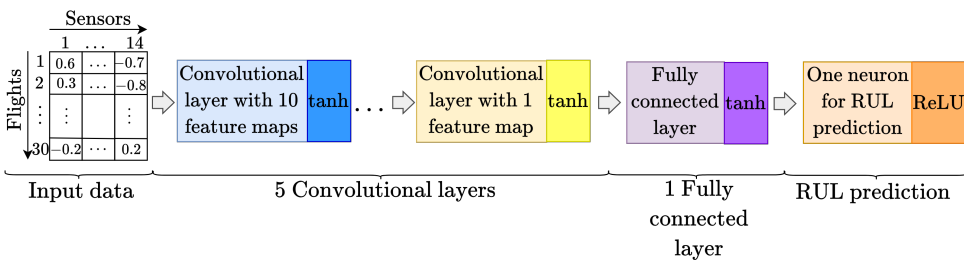 Sensors
1 ... 14
Flights
1 0.6 ... −0.7
2 0.3 ... −0.8
⋮ ⋮ ⋮
30 −0.2 ... 0.2
Convolutional
layer with 10
feature maps
tanh
...
Convolutional
layer with 1
feature map
tanh
Fully
connected
layer
tanh
One neuron
for RUL
prediction
ReLU
Input data
5 Convolutional layers
1 Fully
connected
layer
RUL prediction